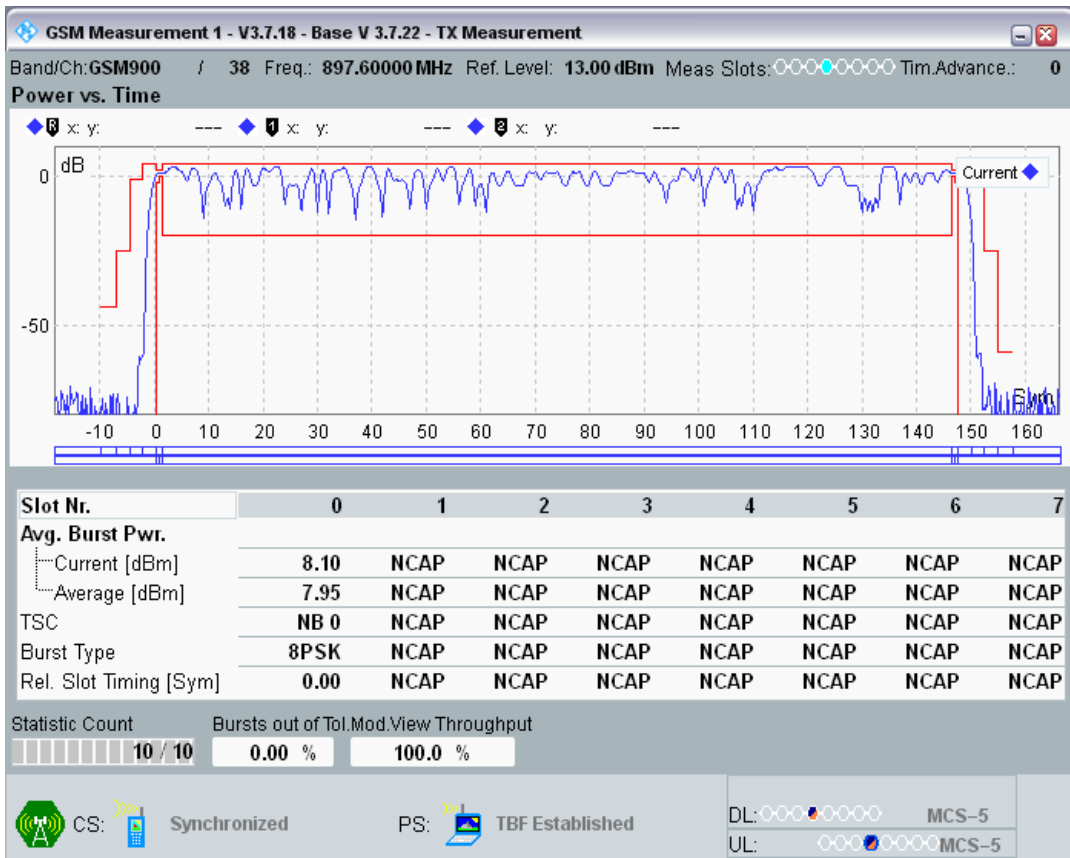 GSM Measurement 1 - V3.7.18 - Base V 3.7.22 - TX Measurement
Band/Ch:GSM900 / 38 Freq.: 897.60000 MHz Ref. Level: 13.00 dBm Meas Slots: Tim.Advance.: 0
Power vs. Time
R x: y: --- 1 x: y: --- 2 x: y: ---
dB
Current
0
-50
Sym
-10 0 10 20 30 40 50 60 70 80 90 100 110 120 130 140 150 160
Slot Nr. 0 1 2 3 4 5 6 7
Avg. Burst Pwr.
Current [dBm] 8.10 NCAP NCAP NCAP NCAP NCAP NCAP NCAP
Average [dBm] 7.95 NCAP NCAP NCAP NCAP NCAP NCAP NCAP
TSC NB 0 NCAP NCAP NCAP NCAP NCAP NCAP NCAP
Burst Type 8PSK NCAP NCAP NCAP NCAP NCAP NCAP NCAP
Rel. Slot Timing [Sym] 0.00 NCAP NCAP NCAP NCAP NCAP NCAP NCAP
Statistic Count Bursts out of Tol.Mod.View Throughput
10 / 10 0.00 % 100.0 %
CS: Synchronized PS: TBF Established
DL: MCS-5
UL: MCS-5